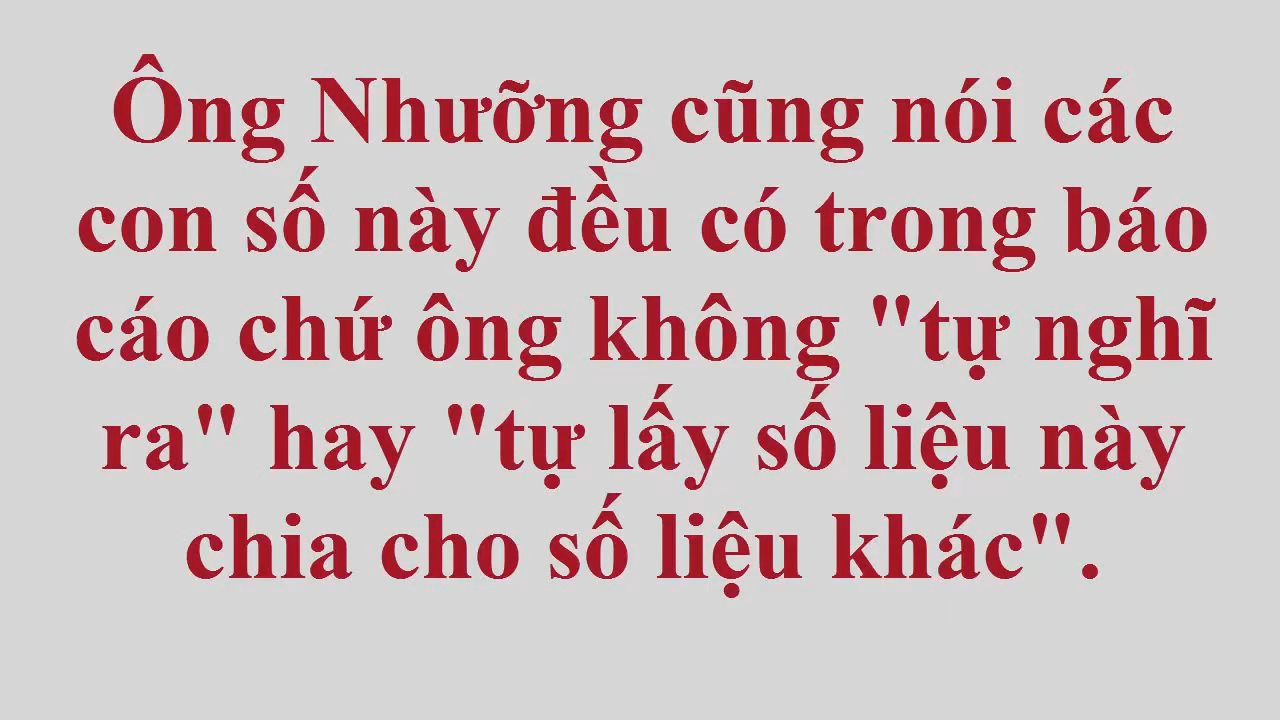 Ông Nhưỡng cũng nói các
con số này đều có trong báo
cáo chứ ông không "tự nghĩ
ra" hay "tự lấy số liệu này
chia cho số liệu khác".